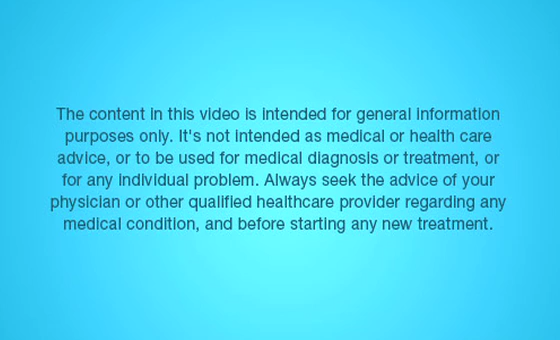 The content in this video is intended for general information
purposes only. It's not intended as medical or health care
advice, or to be used for medical diagnosis or treatment, or
for any individual problem. Always seek the advice of your
physician or other qualified healthcare provider regarding any
medical condition, and before starting any new treatment.